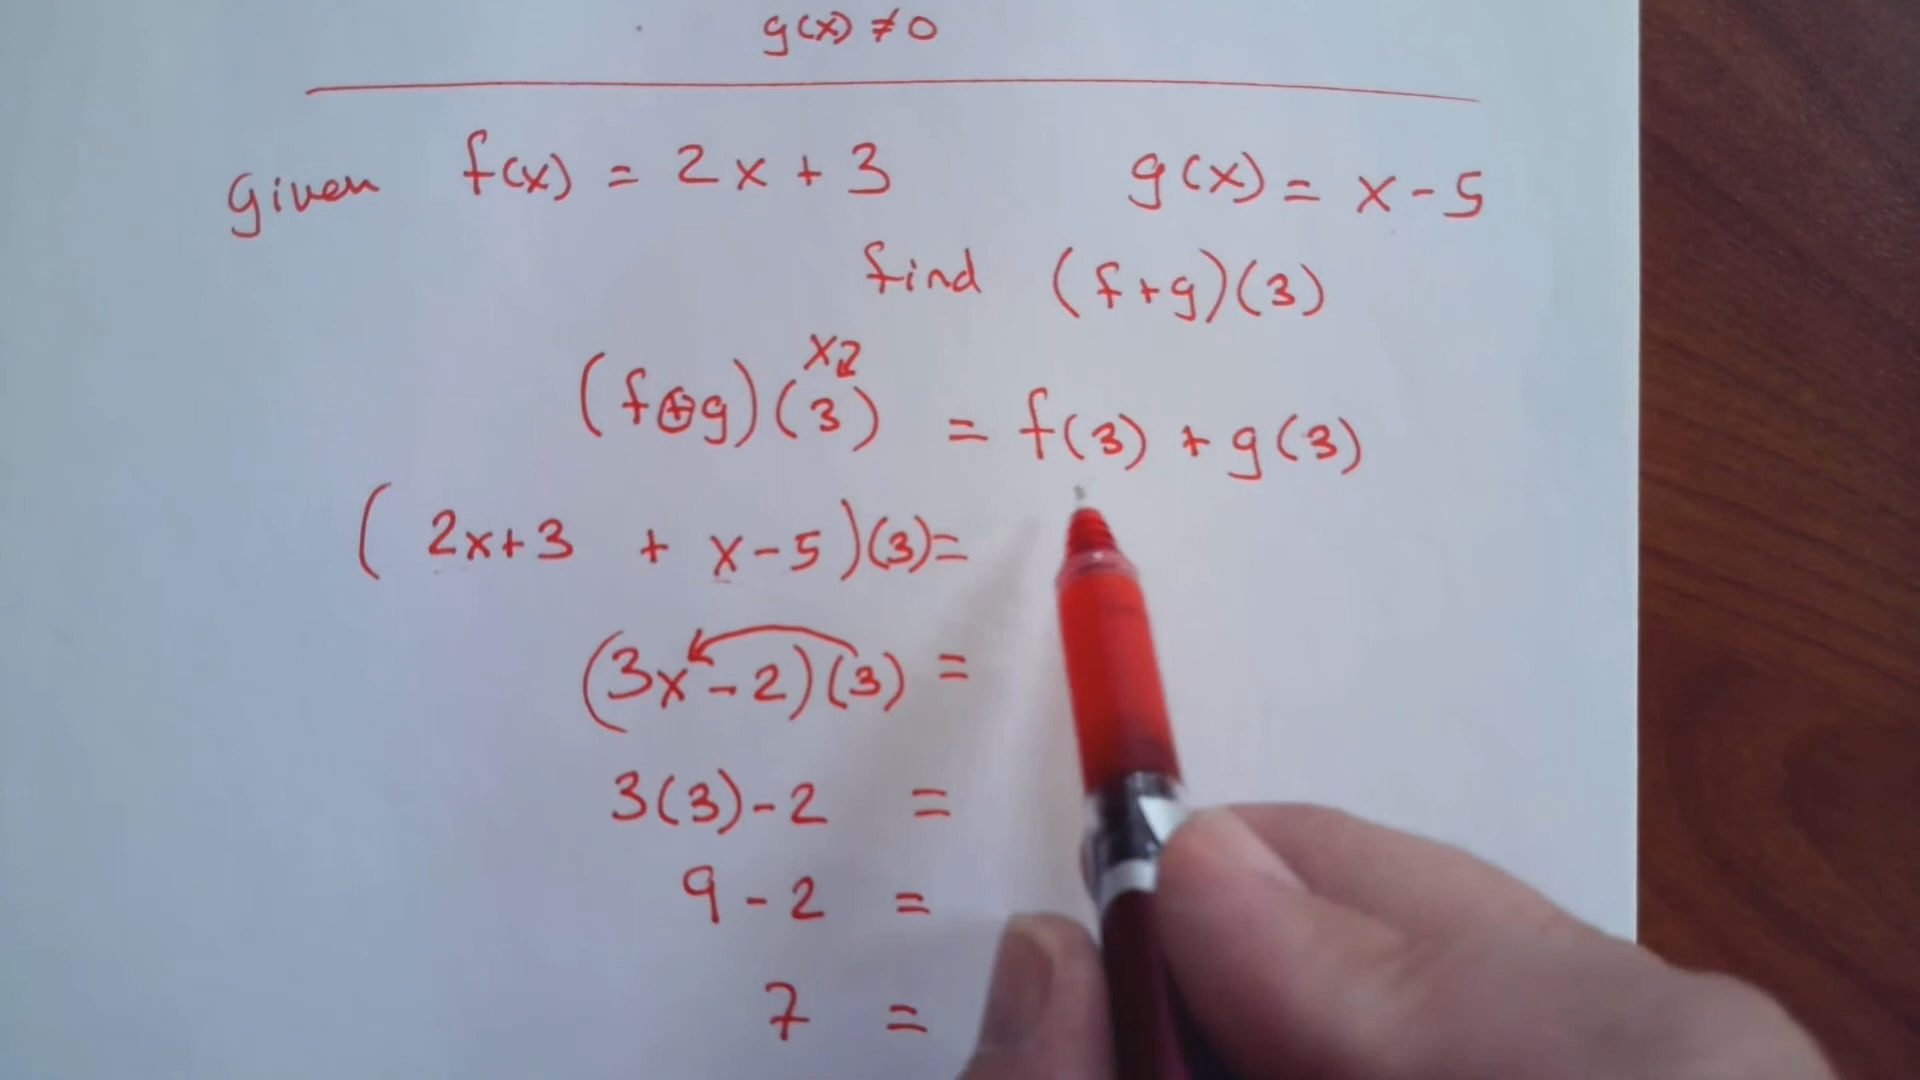 g(x) ≠ 0
given f(x) = 2x + 3 g(x) = x - 5
find (f+g)(3)
x
(f+g)(3) = f(3) + g(3)
( 2x+3 + x-5 )(3) =
(3x-2)(3) =
3(3)-2 =
9 - 2 =
7 =